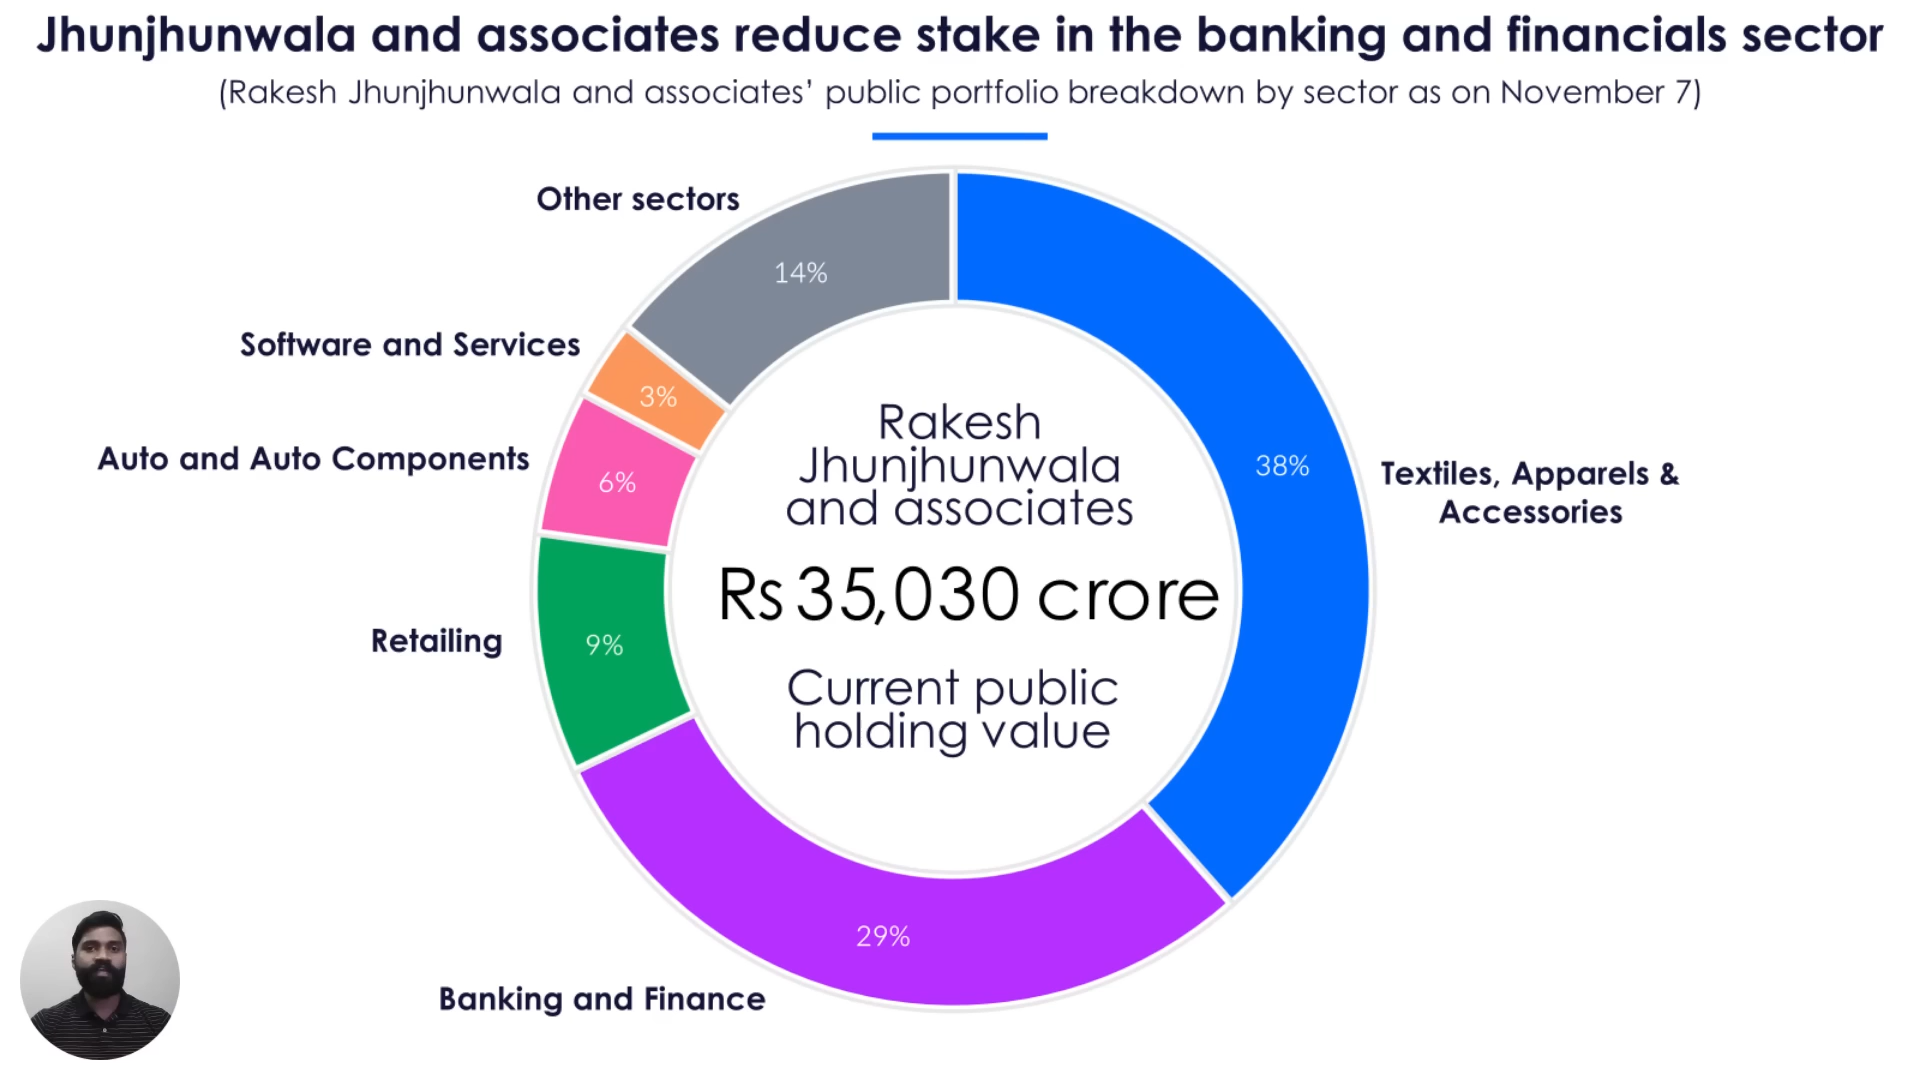 Jhunjhunwala and associates reduce stake in the banking and financials sector
(Rakesh Jhunjhunwala and associates’ public portfolio breakdown by sector as on November 7)
Other sectors
14%
Software and Services
3%
Auto and Auto Components
6%
Retailing
9%
Banking and Finance
29%
38%
Textiles, Apparels &
Accessories
Rakesh
Jhunjhunwala
and associates
Rs 35,030 crore
Current public
holding value